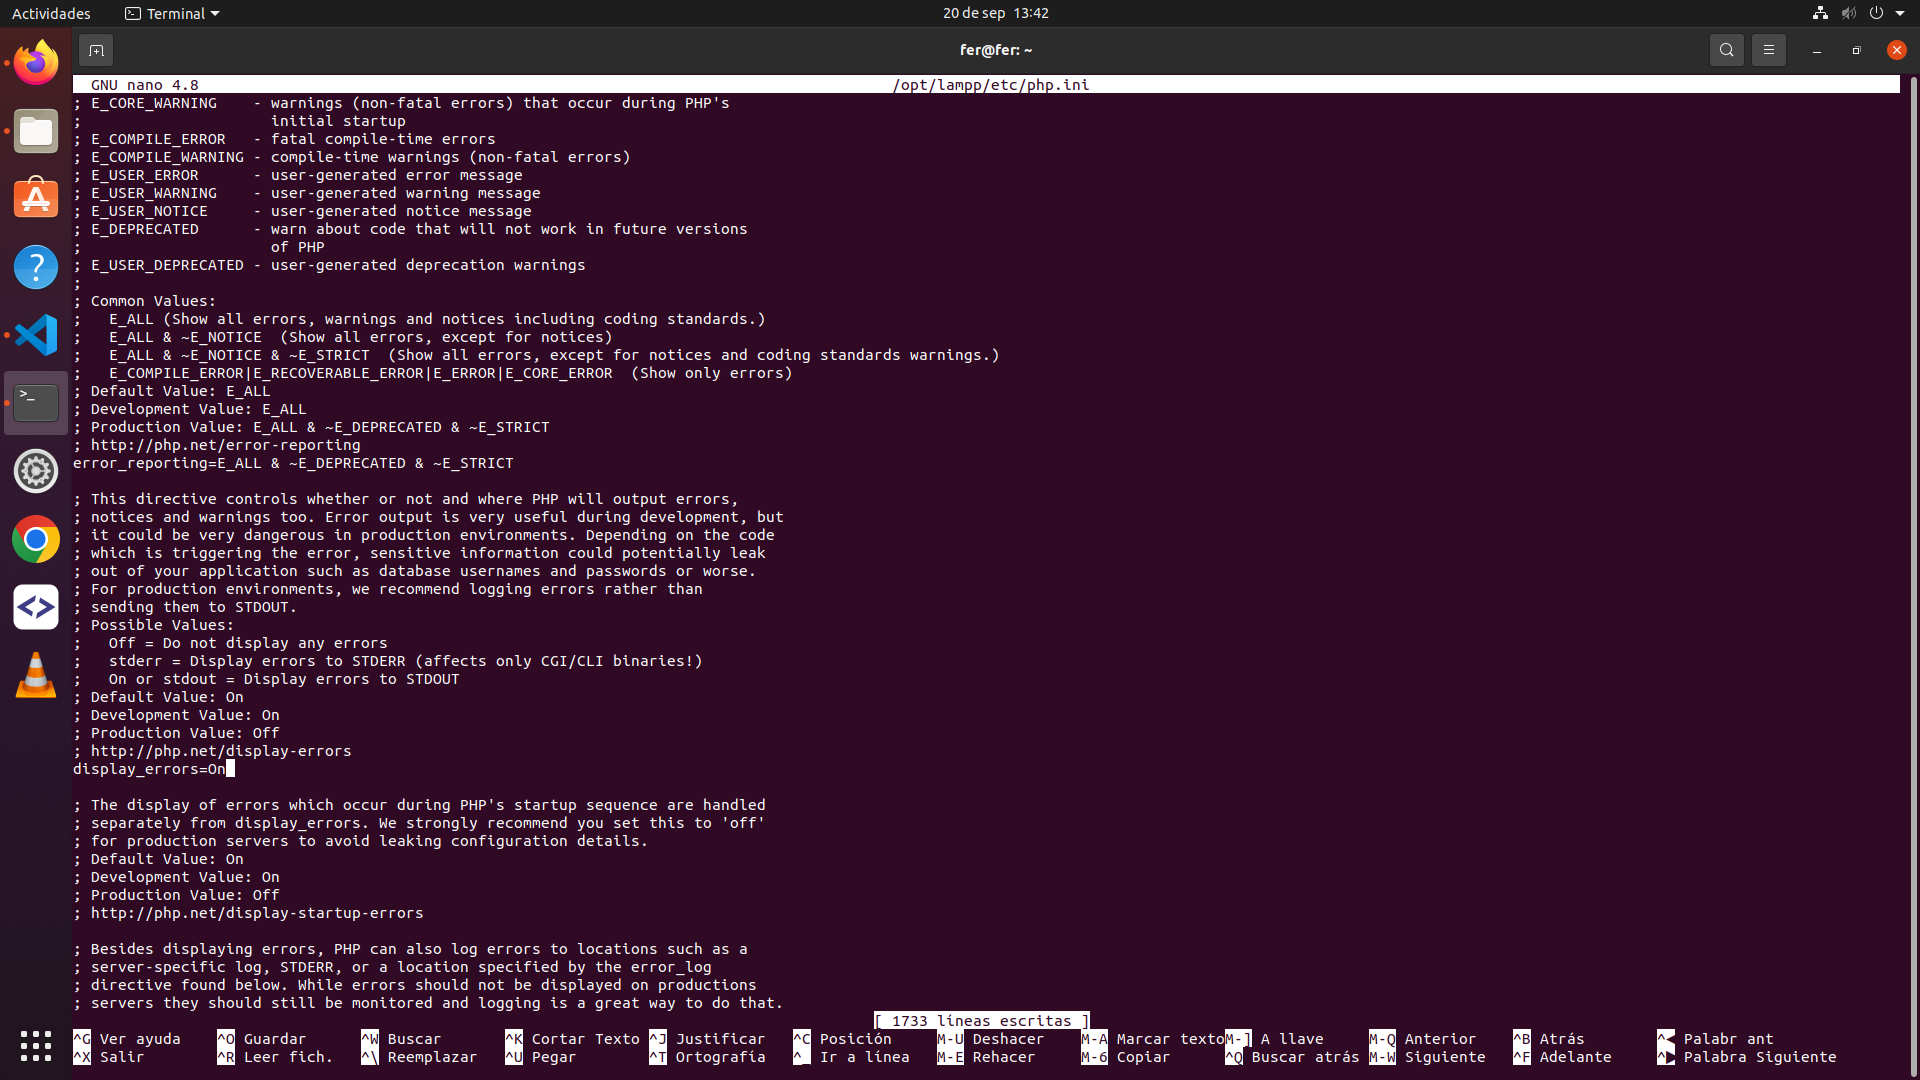 Actividades
Terminal
20 de sep 13:42
fer@fer: ~
GNU nano 4.8 /opt/lampp/etc/php.ini
; E_CORE_WARNING    - warnings (non-fatal errors) that occur during PHP's
;                     initial startup
; E_COMPILE_ERROR   - fatal compile-time errors
; E_COMPILE_WARNING - compile-time warnings (non-fatal errors)
; E_USER_ERROR      - user-generated error message
; E_USER_WARNING    - user-generated warning message
; E_USER_NOTICE     - user-generated notice message
; E_DEPRECATED      - warn about code that will not work in future versions
;                     of PHP
; E_USER_DEPRECATED - user-generated deprecation warnings
;
; Common Values:
;   E_ALL (Show all errors, warnings and notices including coding standards.)
;   E_ALL & ~E_NOTICE  (Show all errors, except for notices)
;   E_ALL & ~E_NOTICE & ~E_STRICT  (Show all errors, except for notices and coding standards warnings.)
;   E_COMPILE_ERROR|E_RECOVERABLE_ERROR|E_ERROR|E_CORE_ERROR  (Show only errors)
; Default Value: E_ALL
; Development Value: E_ALL
; Production Value: E_ALL & ~E_DEPRECATED & ~E_STRICT
; http://php.net/error-reporting
error_reporting=E_ALL & ~E_DEPRECATED & ~E_STRICT
; This directive controls whether or not and where PHP will output errors,
; notices and warnings too. Error output is very useful during development, but
; it could be very dangerous in production environments. Depending on the code
; which is triggering the error, sensitive information could potentially leak
; out of your application such as database usernames and passwords or worse.
; For production environments, we recommend logging errors rather than
; sending them to STDOUT.
; Possible Values:
;   Off = Do not display any errors
;   stderr = Display errors to STDERR (affects only CGI/CLI binaries!)
;   On or stdout = Display errors to STDOUT
; Default Value: On
; Development Value: On
; Production Value: Off
; http://php.net/display-errors
display_errors=On
; The display of errors which occur during PHP's startup sequence are handled
; separately from display_errors. We strongly recommend you set this to 'off'
; for production servers to avoid leaking configuration details.
; Default Value: On
; Development Value: On
; Production Value: Off
; http://php.net/display-startup-errors
; Besides displaying errors, PHP can also log errors to locations such as a
; server-specific log, STDERR, or a location specified by the error_log
; directive found below. While errors should not be displayed on productions
; servers they should still be monitored and logging is a great way to do that.
[ 1733 líneas escritas ]
^G Ver ayuda ^O Guardar ^W Buscar ^K Cortar Texto ^J Justificar ^C Posición M-U Deshacer M-A Marcar texto M-] A llave M-Q Anterior ^B Atrás ^◀ Palabr ant
^X Salir ^R Leer fich. ^\ Reemplazar ^U Pegar ^T Ortografía ^_ Ir a línea M-E Rehacer M-6 Copiar ^Q Buscar atrás M-W Siguiente ^F Adelante ^▶ Palabra Siguiente